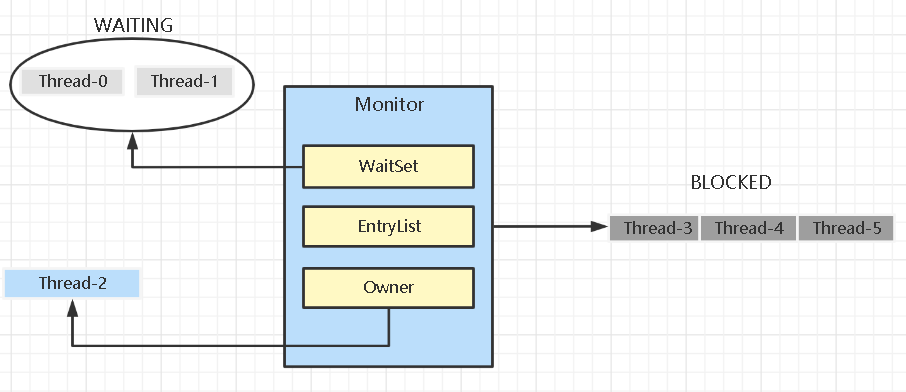 WAITING
Thread-0
Thread-1
Monitor
WaitSet
EntryList
Owner
BLOCKED
Thread-3
Thread-4
Thread-5
Thread-2